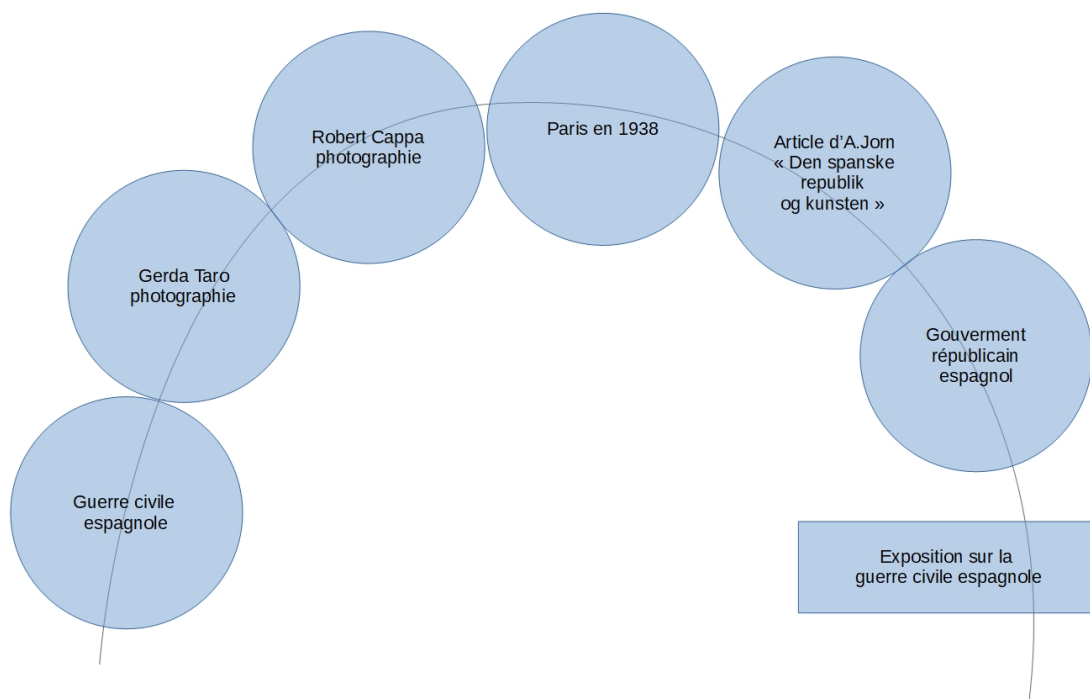 Guerre civile
espagnole
Gerda Taro
photographie
Robert Cappa
photographie
Paris en 1938
Article d’A.Jorn
« Den spanske
republik
og kunsten »
Gouverment
républicain
espagnol
Exposition sur la
guerre civile espagnole